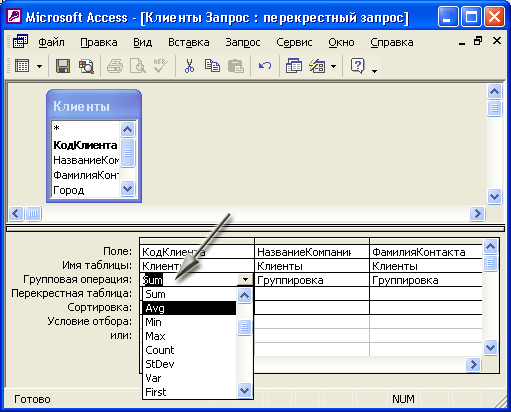 Microsoft Access - [Клиенты Запрос : перекрестный запрос]
Файл Правка Вид Вставка Запрос Сервис Окно Справка
Клиенты
*
КодКлиента
НазваниеКом
ФамилияКонт
Город
Поле: КодКлиента НазваниеКомпании ФамилияКонтакта
Имя таблицы: Клиенты Клиенты Клиенты
Групповая операция: Sum Группировка Группировка
Перекрестная таблица: Sum
Сортировка: Avg
Условие отбора: Min
или: Max
Count
StDev
Var
First
Готово NUM